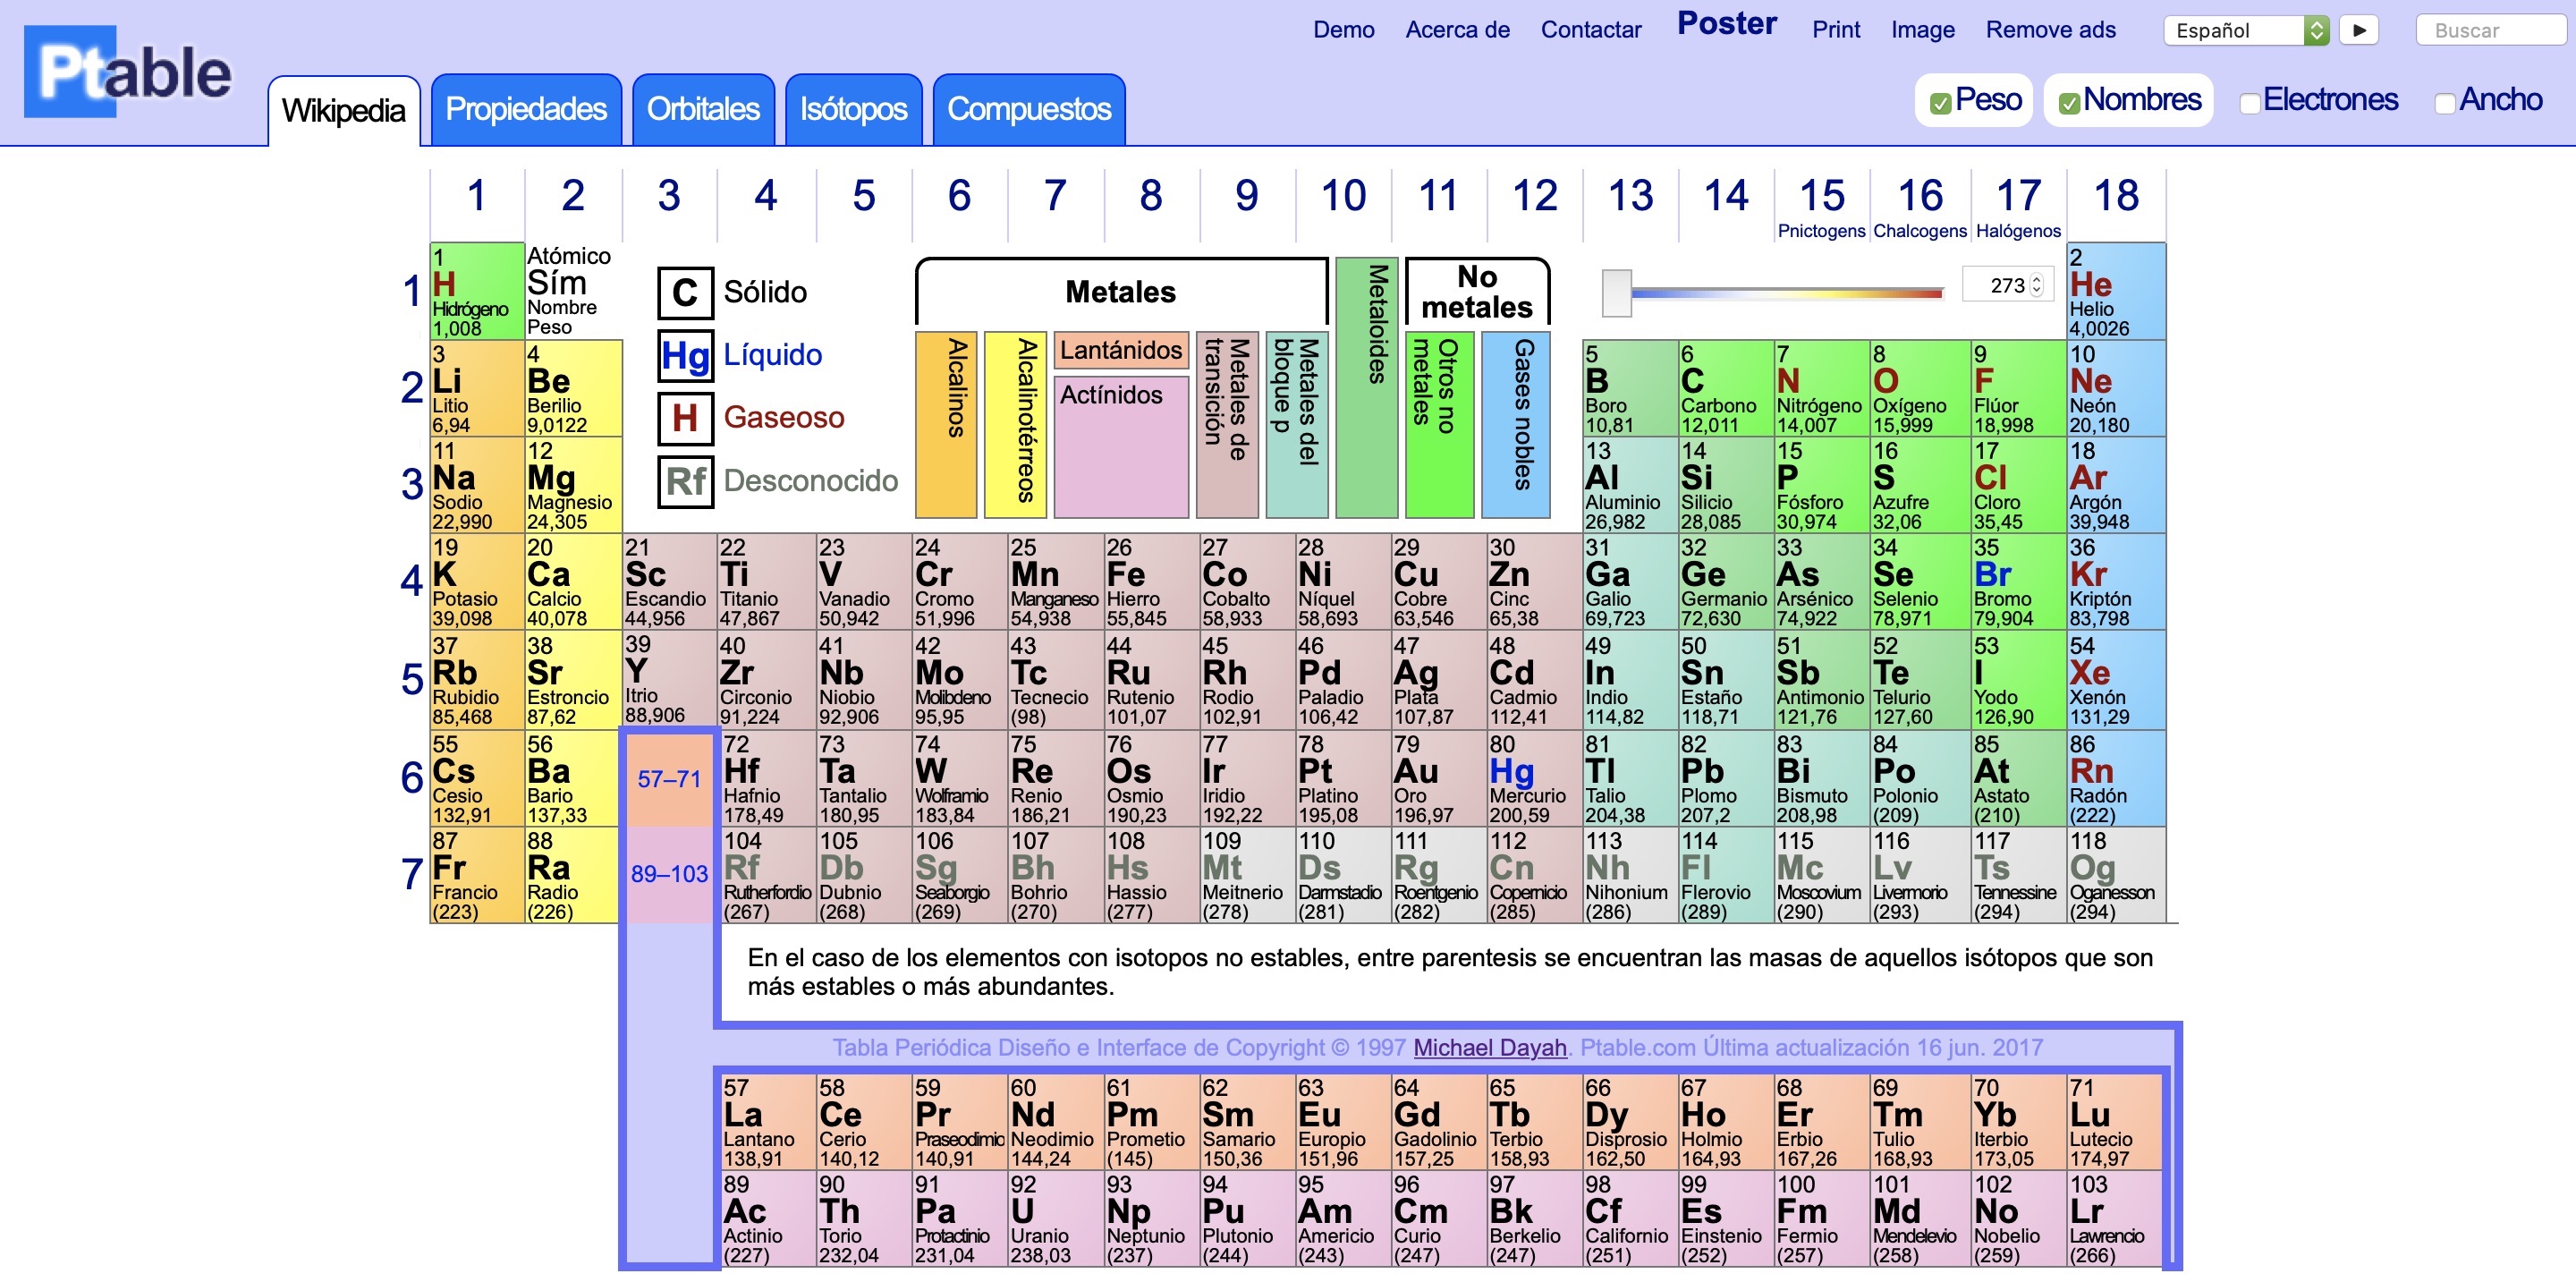 Ptable
Demo Acerca de Contactar Poster Print Image Remove ads Español ▶ Buscar
Wikipedia Propiedades Orbitales Isótopos Compuestos
Peso Nombres Electrones Ancho
1 2 3 4 5 6 7 8 9 10 11 12 13 14 15 16 17 18
Pnictogens Chalcogens Halógenos
1
1 H Hidrógeno 1,008
Atómico
Sím
Nombre
Peso
C Sólido
Hg Líquido
H Gaseoso
Rf Desconocido
Metales
Alcalinos
Alcalinotérreos
Lantánidos
Actínidos
Metales de transición
Metales del bloque p
Metaloides
No metales
Otros no metales
Gases nobles
273
2 He Helio 4,0026
2
3 Li Litio 6,94
4 Be Berilio 9,0122
5 B Boro 10,81
6 C Carbono 12,011
7 N Nitrógeno 14,007
8 O Oxígeno 15,999
9 F Flúor 18,998
10 Ne Neón 20,180
3
11 Na Sodio 22,990
12 Mg Magnesio 24,305
13 Al Aluminio 26,982
14 Si Silicio 28,085
15 P Fósforo 30,974
16 S Azufre 32,06
17 Cl Cloro 35,45
18 Ar Argón 39,948
4
19 K Potasio 39,098
20 Ca Calcio 40,078
21 Sc Escandio 44,956
22 Ti Titanio 47,867
23 V Vanadio 50,942
24 Cr Cromo 51,996
25 Mn Manganeso 54,938
26 Fe Hierro 55,845
27 Co Cobalto 58,933
28 Ni Níquel 58,693
29 Cu Cobre 63,546
30 Zn Cinc 65,38
31 Ga Galio 69,723
32 Ge Germanio 72,630
33 As Arsénico 74,922
34 Se Selenio 78,971
35 Br Bromo 79,904
36 Kr Kriptón 83,798
5
37 Rb Rubidio 85,468
38 Sr Estroncio 87,62
39 Y Itrio 88,906
40 Zr Circonio 91,224
41 Nb Niobio 92,906
42 Mo Molibdeno 95,95
43 Tc Tecnecio (98)
44 Ru Rutenio 101,07
45 Rh Rodio 102,91
46 Pd Paladio 106,42
47 Ag Plata 107,87
48 Cd Cadmio 112,41
49 In Indio 114,82
50 Sn Estaño 118,71
51 Sb Antimonio 121,76
52 Te Telurio 127,60
53 I Yodo 126,90
54 Xe Xenón 131,29
6
55 Cs Cesio 132,91
56 Ba Bario 137,33
57–71
72 Hf Hafnio 178,49
73 Ta Tantalio 180,95
74 W Wolframio 183,84
75 Re Renio 186,21
76 Os Osmio 190,23
77 Ir Iridio 192,22
78 Pt Platino 195,08
79 Au Oro 196,97
80 Hg Mercurio 200,59
81 Tl Talio 204,38
82 Pb Plomo 207,2
83 Bi Bismuto 208,98
84 Po Polonio (209)
85 At Astato (210)
86 Rn Radón (222)
7
87 Fr Francio (223)
88 Ra Radio (226)
89–103
104 Rf Rutherfordio (267)
105 Db Dubnio (268)
106 Sg Seaborgio (269)
107 Bh Bohrio (270)
108 Hs Hassio (277)
109 Mt Meitnerio (278)
110 Ds Darmstadio (281)
111 Rg Roentgenio (282)
112 Cn Copernicio (285)
113 Nh Nihonium (286)
114 Fl Flerovio (289)
115 Mc Moscovium (290)
116 Lv Livermorio (293)
117 Ts Tennessine (294)
118 Og Oganesson (294)
En el caso de los elementos con isotopos no estables, entre parentesis se encuentran las masas de aquellos isótopos que son
más estables o más abundantes.
Tabla Periódica Diseño e Interface de Copyright © 1997 Michael Dayah. Ptable.com Última actualización 16 jun. 2017
57 La Lantano 138,91
58 Ce Cerio 140,12
59 Pr Praseodimio 140,91
60 Nd Neodimio 144,24
61 Pm Prometio (145)
62 Sm Samario 150,36
63 Eu Europio 151,96
64 Gd Gadolinio 157,25
65 Tb Terbio 158,93
66 Dy Disprosio 162,50
67 Ho Holmio 164,93
68 Er Erbio 167,26
69 Tm Tulio 168,93
70 Yb Iterbio 173,05
71 Lu Lutecio 174,97
89 Ac Actinio (227)
90 Th Torio 232,04
91 Pa Protactinio 231,04
92 U Uranio 238,03
93 Np Neptunio (237)
94 Pu Plutonio (244)
95 Am Americio (243)
96 Cm Curio (247)
97 Bk Berkelio (247)
98 Cf Californio (251)
99 Es Einstenio (252)
100 Fm Fermio (257)
101 Md Mendelevio (258)
102 No Nobelio (259)
103 Lr Lawrencio (266)